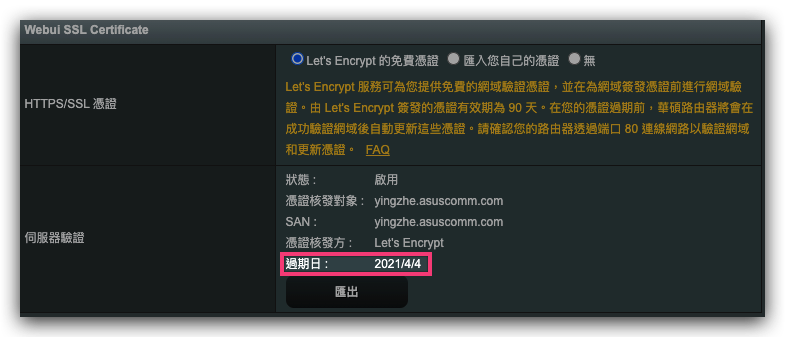 Webui SSL Certificate
HTTPS/SSL 憑證
Let's Encrypt 的免費憑證 匯入您自己的憑證 無
Let's Encrypt 服務可為您提供免費的網域驗證憑證，並在為網域簽發憑證前進行網域驗
證。由 Let's Encrypt 簽發的憑證有效期為 90 天。在您的憑證過期前，華碩路由器將會在
成功驗證網域後自動更新這些憑證。請確認您的路由器透過端口 80 連線網路以驗證網域
和更新憑證。 FAQ
伺服器驗證
狀態 : 啟用
憑證核發對象 : yingzhe.asuscomm.com
SAN : yingzhe.asuscomm.com
憑證核發方 : Let's Encrypt
過期日 : 2021/4/4
匯出